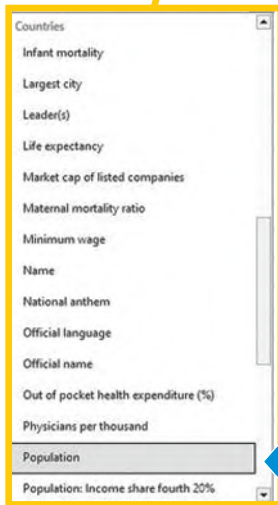 Countries
Infant mortality
Largest city
Leader(s)
Life expectancy
Market cap of listed companies
Maternal mortality ratio
Minimum wage
Name
National anthem
Official language
Official name
Out of pocket health expenditure (%)
Physicians per thousand
Population
Population: Income share fourth 20%